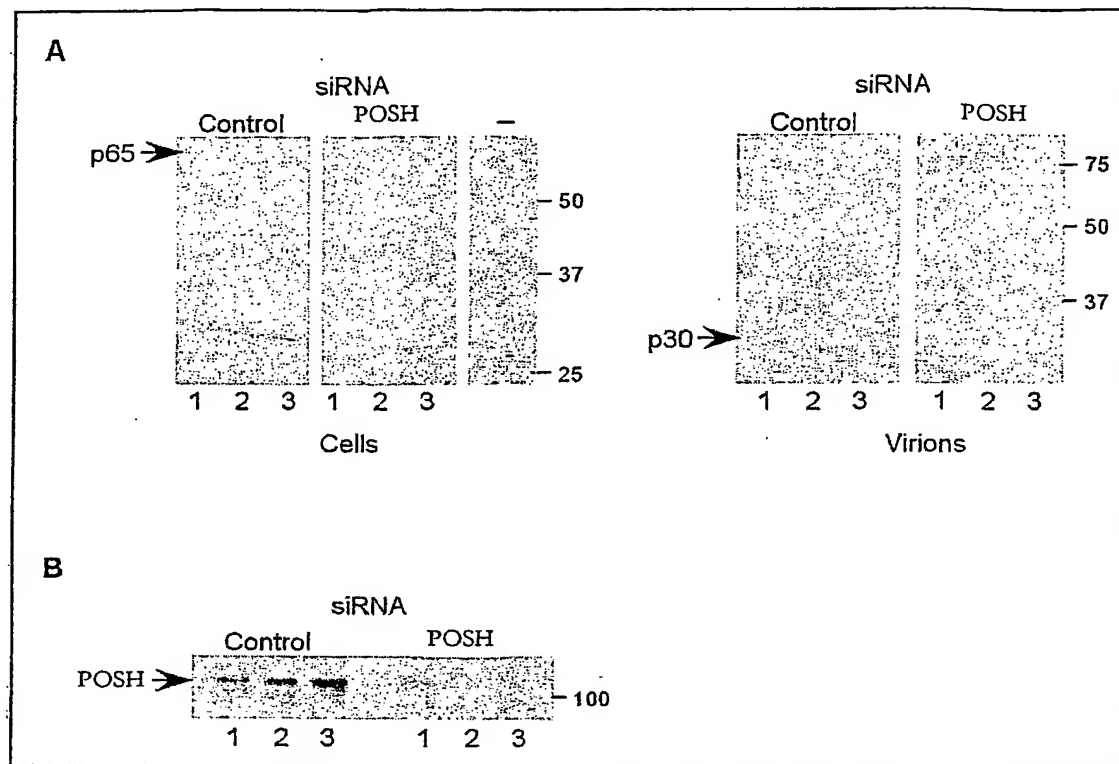 A
siRNA
Control POSH –
p65
50
37
25
1 2 3 1 2 3
Cells
siRNA
Control POSH
75
50
37
p30
1 2 3 1 2 3
Virions
B
siRNA
Control POSH
POSH
100
1 2 3 1 2 3